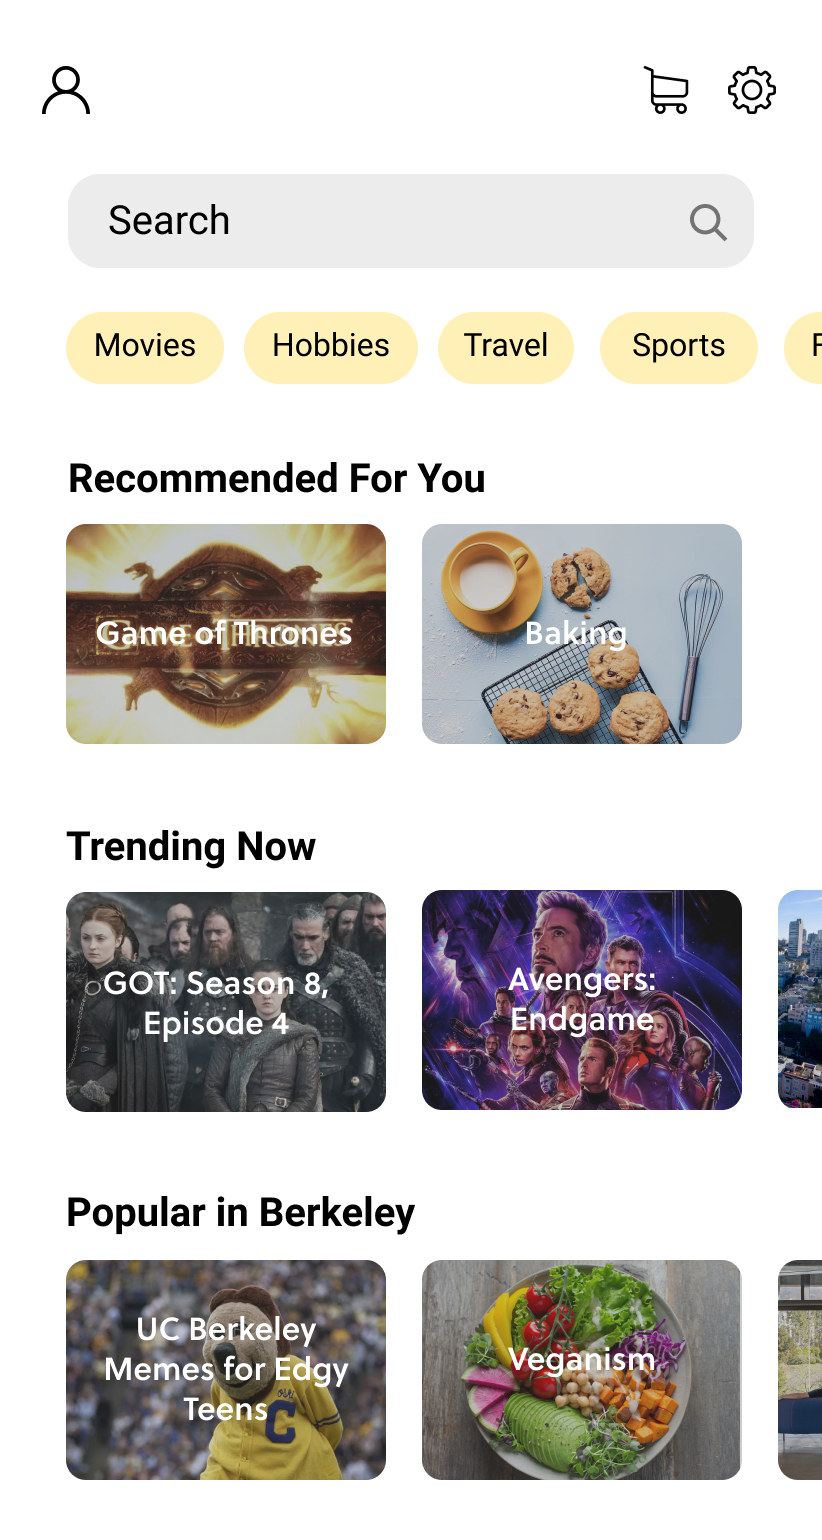 Search
Movies
Hobbies
Travel
Sports
Recommended For You
Game of Thrones
Baking
Trending Now
GOT: Season 8,
Episode 4
Avengers:
Endgame
Popular in Berkeley
UC Berkeley
Memes for Edgy
Teens
oski
C
Veganism